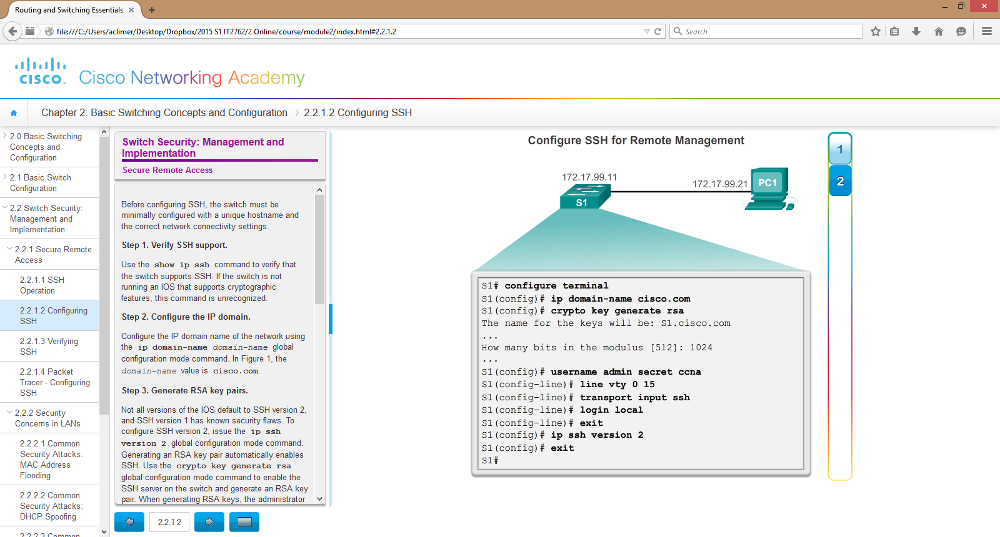 Routing and Switching Essentials
file:///C:/Users/aclimer/Desktop/Dropbox/2015 S1 IT2762/2 Online/course/module2/index.html#2.2.1.2
Search
CISCO
Cisco Networking Academy
Chapter 2: Basic Switching Concepts and Configuration
2.2.1.2 Configuring SSH
2.0 Basic Switching
Concepts and
Configuration
2.1 Basic Switch
Configuration
2.2 Switch Security:
Management and
Implementation
2.2.1 Secure Remote
Access
2.2.1.1 SSH
Operation
2.2.1.2 Configuring
SSH
2.2.1.3 Verifying
SSH
2.2.1.4 Packet
Tracer - Configuring
SSH
2.2.2 Security
Concerns in LANs
2.2.2.1 Common
Security Attacks:
MAC Address
Flooding
2.2.2.2 Common
Security Attacks:
DHCP Spoofing
2.2.2.3 Common
Switch Security: Management and
Implementation
Secure Remote Access
Before configuring SSH, the switch must be
minimally configured with a unique hostname and
the correct network connectivity settings.
Step 1. Verify SSH support.
Use the show ip ssh command to verify that
the switch supports SSH. If the switch is not
running an IOS that supports cryptographic
features, this command is unrecognized.
Step 2. Configure the IP domain.
Configure the IP domain name of the network using
the ip domain-name domain-name global
configuration mode command. In Figure 1, the
domain-name value is cisco.com.
Step 3. Generate RSA key pairs.
Not all versions of the IOS default to SSH version 2,
and SSH version 1 has known security flaws. To
configure SSH version 2, issue the ip ssh
version 2 global configuration mode command.
Generating an RSA key pair automatically enables
SSH. Use the crypto key generate rsa
global configuration mode command to enable the
SSH server on the switch and generate an RSA key
pair. When generating RSA keys, the administrator
2.2.1.2
Configure SSH for Remote Management
172.17.99.11
172.17.99.21
PC1
S1
S1# configure terminal
S1(config)# ip domain-name cisco.com
S1(config)# crypto key generate rsa
The name for the keys will be: S1.cisco.com
...
How many bits in the modulus [512]: 1024
...
S1(config)# username admin secret ccna
S1(config-line)# line vty 0 15
S1(config-line)# transport input ssh
S1(config-line)# login local
S1(config-line)# exit
S1(config)# ip ssh version 2
S1(config)# exit
S1#
1
2